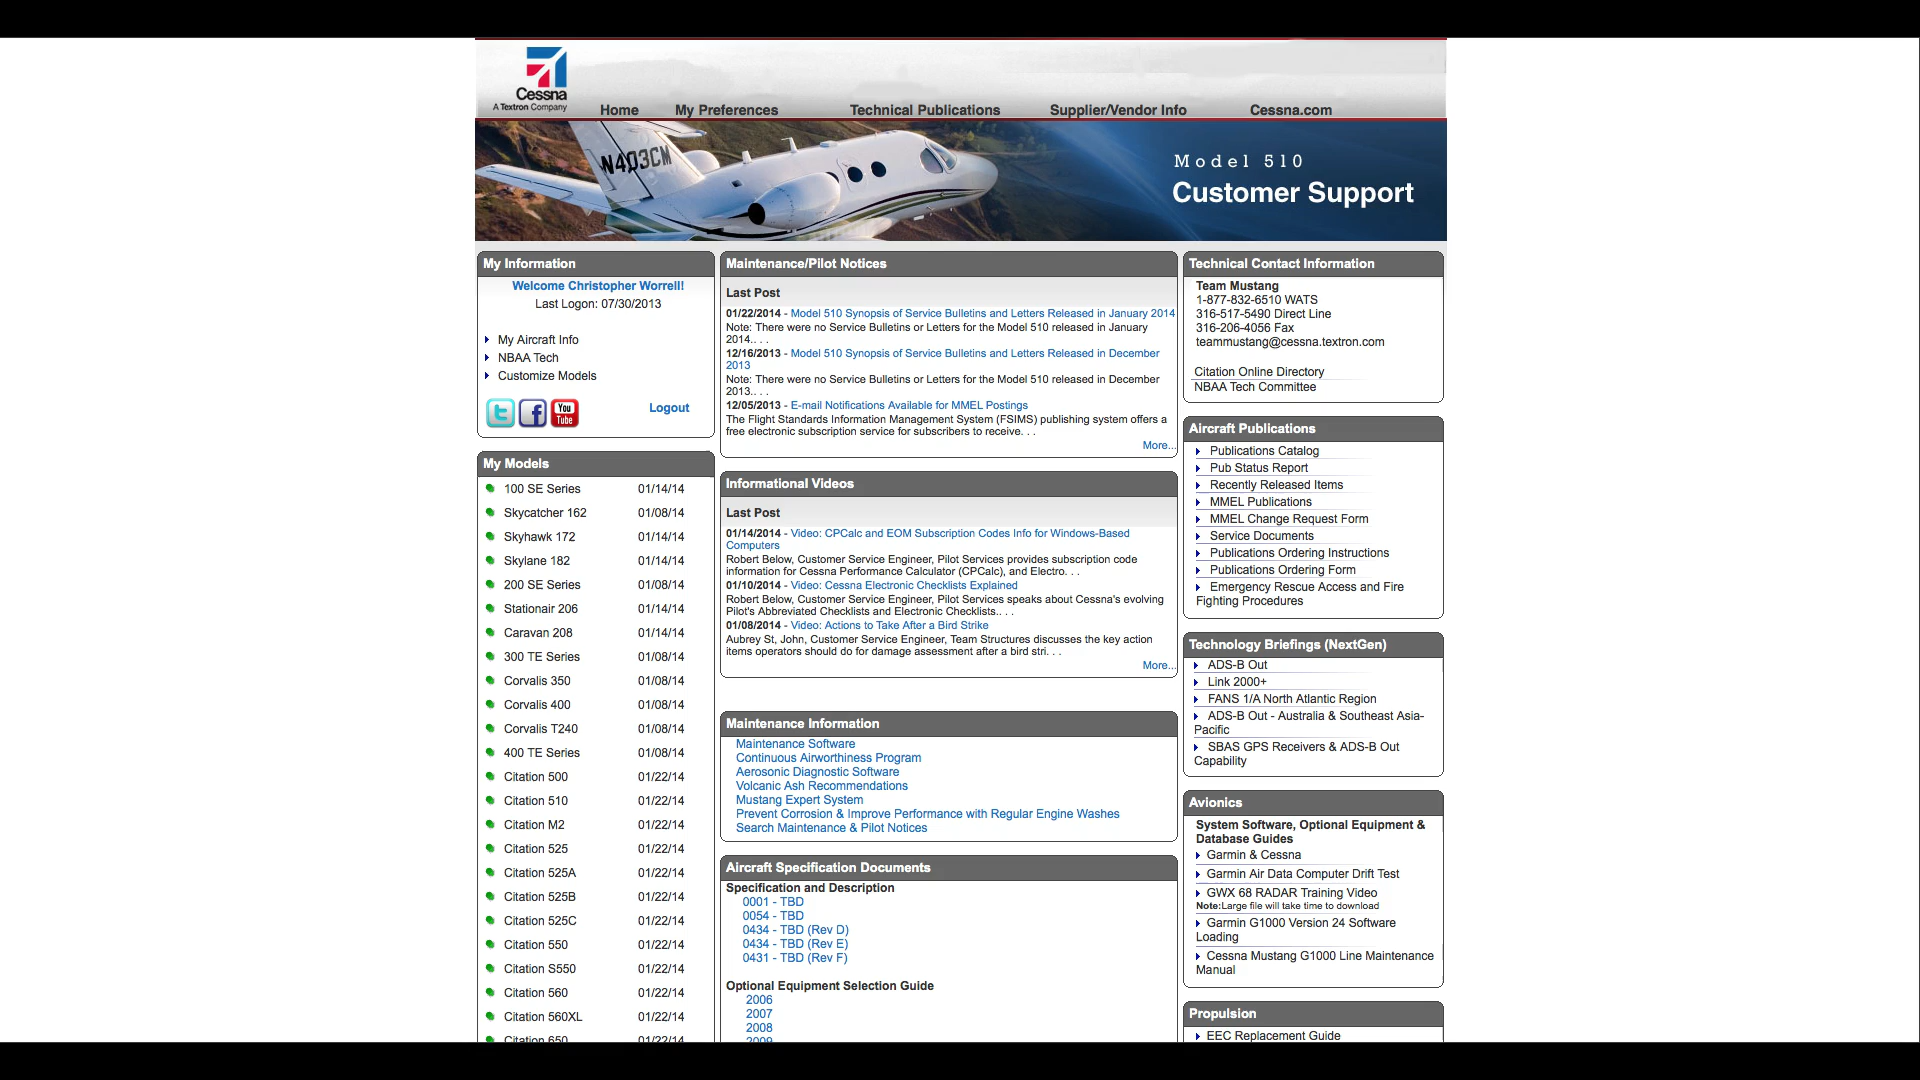 Cessna
A Textron Company
Home My Preferences Technical Publications Supplier/Vendor Info Cessna.com
N403CM
Model 510
Customer Support
My Information
Welcome Christopher Worrell!
Last Logon: 07/30/2013
My Aircraft Info
NBAA Tech
Customize Models
You Tube
Logout
My Models
100 SE Series 01/14/14
Skycatcher 162 01/08/14
Skyhawk 172 01/14/14
Skylane 182 01/14/14
200 SE Series 01/08/14
Stationair 206 01/14/14
Caravan 208 01/14/14
300 TE Series 01/08/14
Corvalis 350 01/08/14
Corvalis 400 01/08/14
Corvalis T240 01/08/14
400 TE Series 01/08/14
Citation 500 01/22/14
Citation 510 01/22/14
Citation M2 01/22/14
Citation 525 01/22/14
Citation 525A 01/22/14
Citation 525B 01/22/14
Citation 525C 01/22/14
Citation 550 01/22/14
Citation S550 01/22/14
Citation 560 01/22/14
Citation 560XL 01/22/14
Citation 650 01/22/14
Maintenance/Pilot Notices
Last Post
01/22/2014 - Model 510 Synopsis of Service Bulletins and Letters Released in January 2014
Note: There were no Service Bulletins or Letters for the Model 510 released in January
2014.. . .
12/16/2013 - Model 510 Synopsis of Service Bulletins and Letters Released in December
2013
Note: There were no Service Bulletins or Letters for the Model 510 released in December
2013.. . .
12/05/2013 - E-mail Notifications Available for MMEL Postings
The Flight Standards Information Management System (FSIMS) publishing system offers a
free electronic subscription service for subscribers to receive. . .
More...
Informational Videos
Last Post
01/14/2014 - Video: CPCalc and EOM Subscription Codes Info for Windows-Based
Computers
Robert Below, Customer Service Engineer, Pilot Services provides subscription code
information for Cessna Performance Calculator (CPCalc), and Electro. . .
01/10/2014 - Video: Cessna Electronic Checklists Explained
Robert Below, Customer Service Engineer, Pilot Services speaks about Cessna's evolving
Pilot's Abbreviated Checklists and Electronic Checklists.. . .
01/08/2014 - Video: Actions to Take After a Bird Strike
Aubrey St, John, Customer Service Engineer, Team Structures discusses the key action
items operators should do for damage assessment after a bird stri. . .
More...
Maintenance Information
Maintenance Software
Continuous Airworthiness Program
Aerosonic Diagnostic Software
Volcanic Ash Recommendations
Mustang Expert System
Prevent Corrosion & Improve Performance with Regular Engine Washes
Search Maintenance & Pilot Notices
Aircraft Specification Documents
Specification and Description
0001 - TBD
0054 - TBD
0434 - TBD (Rev D)
0434 - TBD (Rev E)
0431 - TBD (Rev F)
Optional Equipment Selection Guide
2006
2007
2008
2009
Technical Contact Information
Team Mustang
1-877-832-6510 WATS
316-517-5490 Direct Line
316-206-4056 Fax
teammustang@cessna.textron.com
Citation Online Directory
NBAA Tech Committee
Aircraft Publications
Publications Catalog
Pub Status Report
Recently Released Items
MMEL Publications
MMEL Change Request Form
Service Documents
Publications Ordering Instructions
Publications Ordering Form
Emergency Rescue Access and Fire
Fighting Procedures
Technology Briefings (NextGen)
ADS-B Out
Link 2000+
FANS 1/A North Atlantic Region
ADS-B Out - Australia & Southeast Asia-
Pacific
SBAS GPS Receivers & ADS-B Out
Capability
Avionics
System Software, Optional Equipment &
Database Guides
Garmin & Cessna
Garmin Air Data Computer Drift Test
GWX 68 RADAR Training Video
Note:Large file will take time to download
Garmin G1000 Version 24 Software
Loading
Cessna Mustang G1000 Line Maintenance
Manual
Propulsion
EEC Replacement Guide